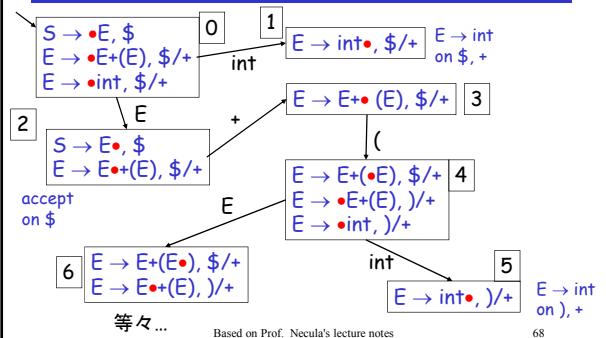 0
S → •E, $
E → •E+(E), $/+
E → •int, $/+
int
1
E → int•, $/+
E → int
on $, +
E
2
S → E•, $
E → E•+(E), $/+
accept
on $
+
E → E+• (E), $/+
3
(
E → E+(•E), $/+
E → •E+(E), )/+
E → •int, )/+
4
E
6
E → E+(E•), $/+
E → E•+(E), )/+
int
5
E → int•, )/+
E → int
on ), +
等々…
Based on Prof. Necula's lecture notes
68